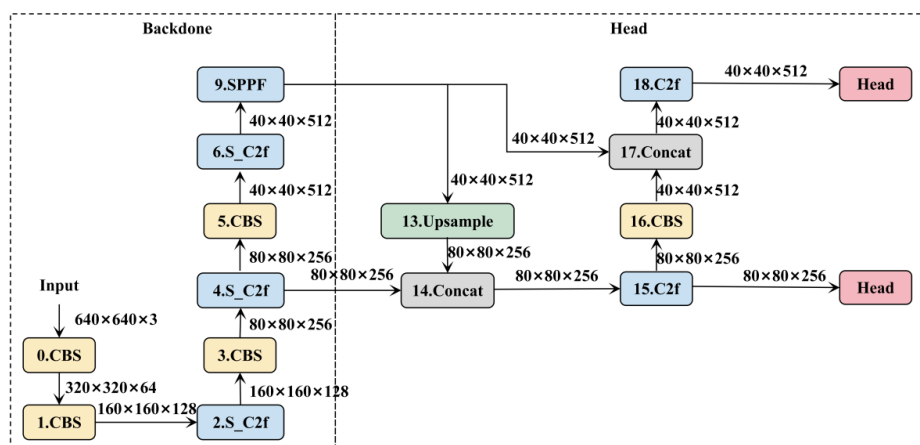 Backdone
Head
9.SPPF
18.C2f
40×40×512
Head
40×40×512
40×40×512
6.S_C2f
40×40×512
17.Concat
40×40×512
40×40×512
40×40×512
5.CBS
13.Upsample
16.CBS
80×80×256
80×80×256
80×80×256
Input
4.S_C2f
80×80×256
14.Concat
80×80×256
15.C2f
80×80×256
Head
640×640×3
80×80×256
0.CBS
3.CBS
320×320×64
160×160×128
1.CBS
160×160×128
2.S_C2f